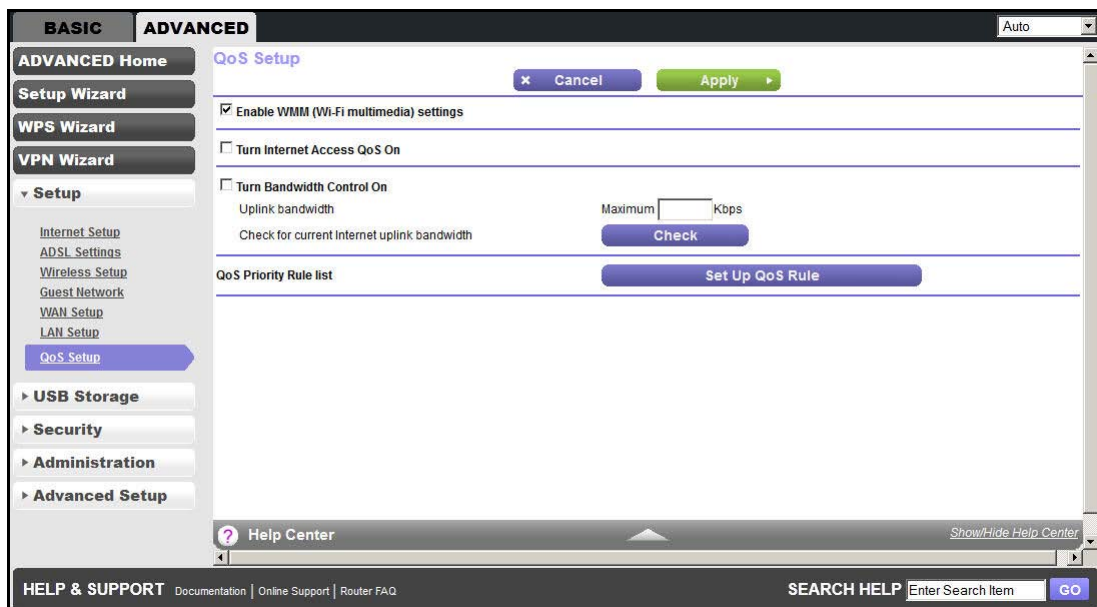 BASIC
ADVANCED
Auto
ADVANCED Home
Setup Wizard
WPS Wizard
VPN Wizard
Setup
Internet Setup
ADSL Settings
Wireless Setup
Guest Network
WAN Setup
LAN Setup
QoS Setup
USB Storage
Security
Administration
Advanced Setup
QoS Setup
Cancel
Apply
Enable WMM (Wi-Fi multimedia) settings
Turn Internet Access QoS On
Turn Bandwidth Control On
Uplink bandwidth Maximum Kbps
Check for current Internet uplink bandwidth Check
QoS Priority Rule list Set Up QoS Rule
? Help Center Show/Hide Help Center
HELP & SUPPORT Documentation | Online Support | Router FAQ SEARCH HELP Enter Search Item GO